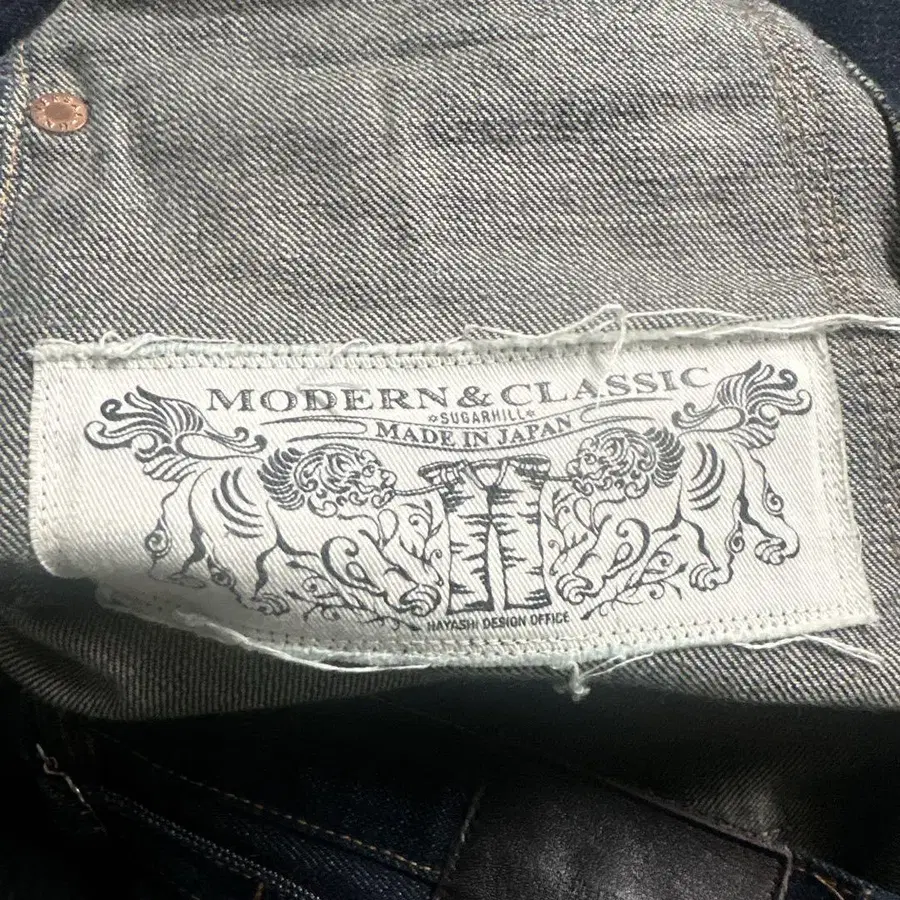 MODERN & CLASSIC
*SUGARHILL*
MADE IN JAPAN
HAYASHI DESIGN OFFICE